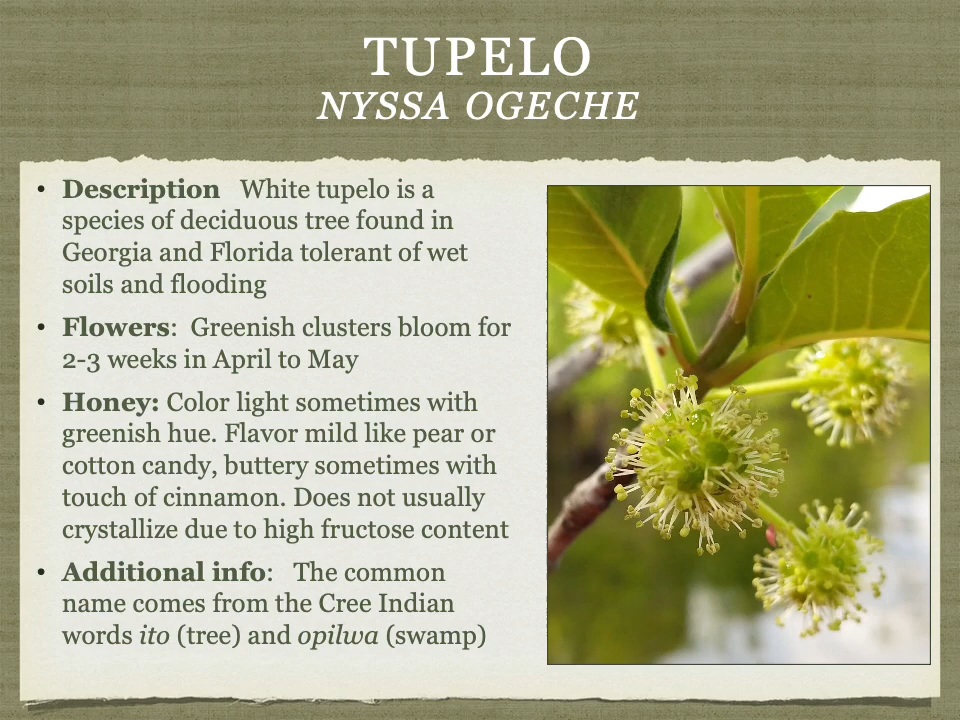 TUPELO
NYSSA OGECHE
• Description   White tupelo is a
species of deciduous tree found in
Georgia and Florida tolerant of wet
soils and flooding
• Flowers:  Greenish clusters bloom for
2-3 weeks in April to May
• Honey: Color light sometimes with
greenish hue. Flavor mild like pear or
cotton candy, buttery sometimes with
touch of cinnamon. Does not usually
crystallize due to high fructose content
• Additional info:   The common
name comes from the Cree Indian
words ito (tree) and opilwa (swamp)